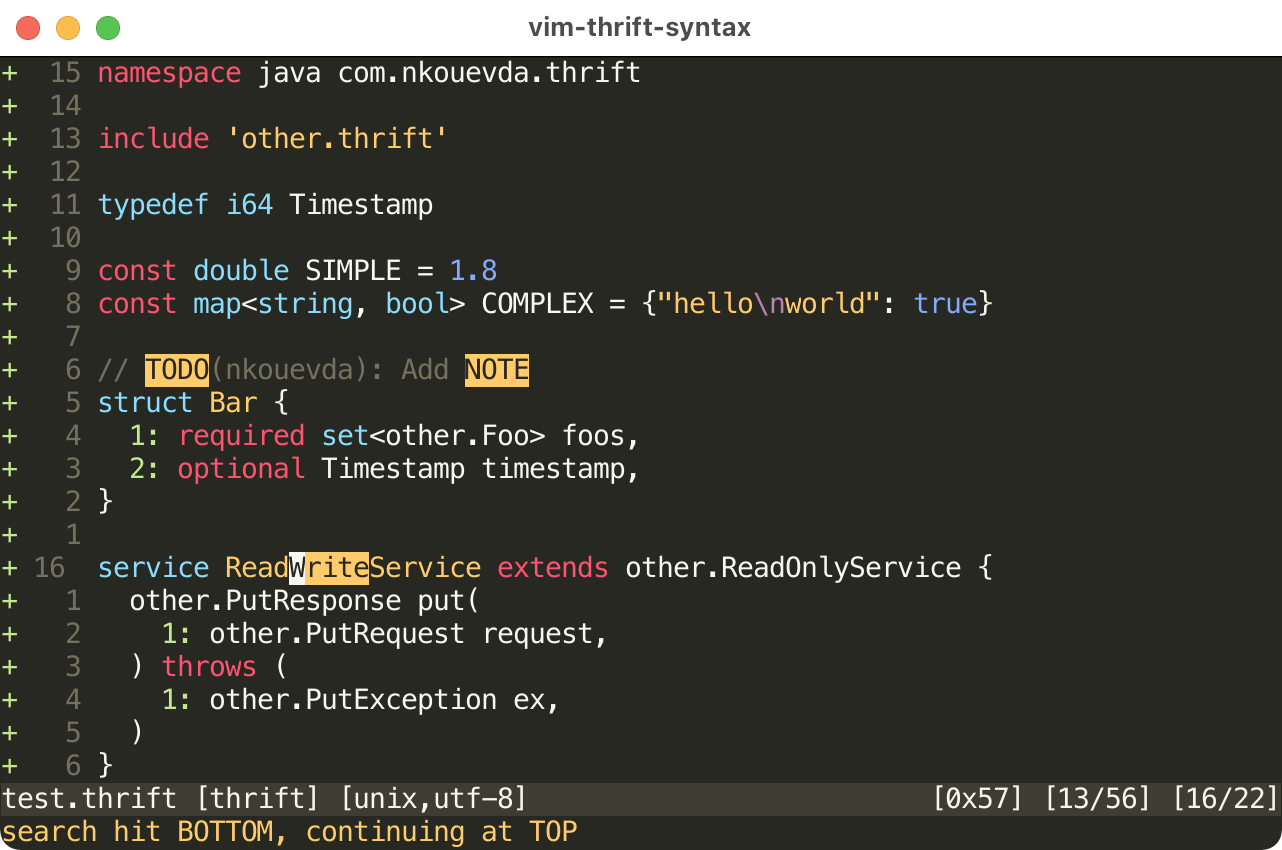 vim-thrift-syntax
+  15 namespace java com.nkouevda.thrift
+  14
+  13 include 'other.thrift'
+  12
+  11 typedef i64 Timestamp
+  10
+   9 const double SIMPLE = 1.8
+   8 const map<string, bool> COMPLEX = {"hello\nworld": true}
+   7
+   6 // TODO(nkouevda): Add NOTE
+   5 struct Bar {
+   4   1: required set<other.Foo> foos,
+   3   2: optional Timestamp timestamp,
+   2 }
+   1
+ 16  service ReadWriteService extends other.ReadOnlyService {
+   1   other.PutResponse put(
+   2     1: other.PutRequest request,
+   3   ) throws (
+   4     1: other.PutException ex,
+   5   )
+   6 }
test.thrift [thrift] [unix,utf-8] [0x57] [13/56] [16/22]
search hit BOTTOM, continuing at TOP